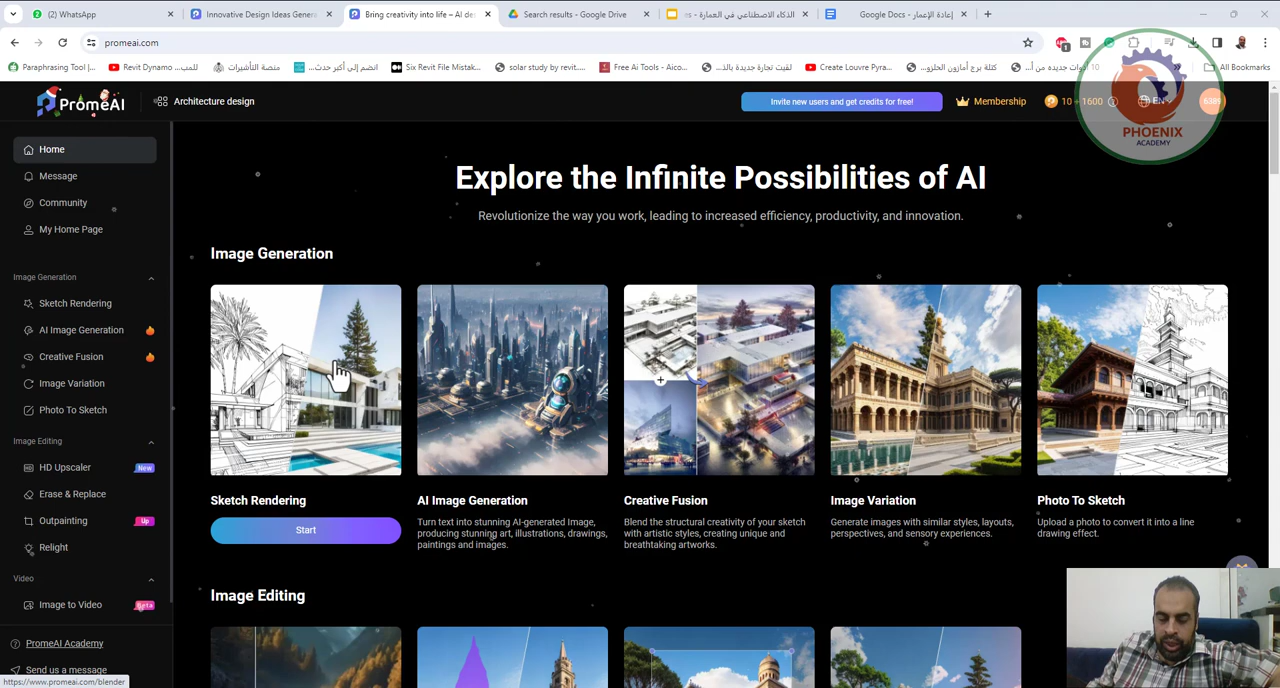 (2) WhatsApp
Innovative Design Ideas Genera
Bring creativity into life – AI de
Search results - Google Drive
الذكاء الاصطناعي في العمارة
إعادة الإعمار - Google Docs
promeai.com
Paraphrasing Tool |...
Revit Dynamo للمب...
منصة التأشيرات
انضم إلى أكثر حدث...
Six Revit File Mistak...
solar study by revit....
Free Ai Tools - Aico...
لقيت تجارة جديدة بالذ...
Create Louvre Pyra...
كتلة برج أمازون الحلزو...
10 أدوات جديده من أ...
All Bookmarks
PromeAI
Architecture design
Invite new users and get credits for free!
Membership
10
1600
EN
6389
PHOENIX
ACADEMY
Home
Message
Community
My Home Page
Image Generation
Sketch Rendering
AI Image Generation
Creative Fusion
Image Variation
Photo To Sketch
Image Editing
HD Upscaler
New
Erase & Replace
Outpainting
Up
Relight
Video
Image to Video
Beta
PromeAI Academy
Send us a message
https://www.promeai.com/blender
Explore the Infinite Possibilities of AI
Revolutionize the way you work, leading to increased efficiency, productivity, and innovation.
Image Generation
Sketch Rendering
Start
AI Image Generation
Turn text into stunning AI-generated Image,
producing stunning art, illustrations, drawings,
paintings and images.
Creative Fusion
Blend the structural creativity of your sketch
with artistic styles, creating unique and
breathtaking artworks.
Image Variation
Generate images with similar styles, layouts,
perspectives, and sensory experiences.
Photo To Sketch
Upload a photo to convert it into a line
drawing effect.
Image Editing